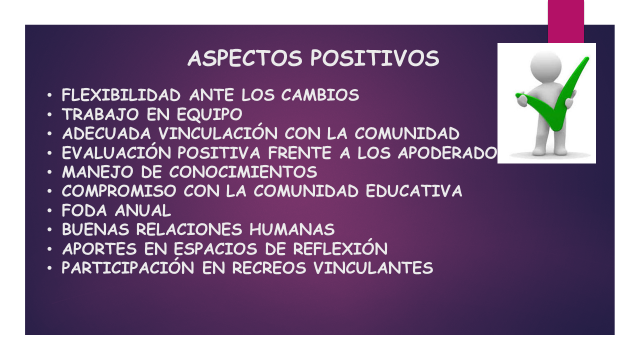 ASPECTOS POSITIVOS
• FLEXIBILIDAD ANTE LOS CAMBIOS
• TRABAJO EN EQUIPO
• ADECUADA VINCULACIÓN CON LA COMUNIDAD
• EVALUACIÓN POSITIVA FRENTE A LOS APODERADO
• MANEJO DE CONOCIMIENTOS
• COMPROMISO CON LA COMUNIDAD EDUCATIVA
• FODA ANUAL
• BUENAS RELACIONES HUMANAS
• APORTES EN ESPACIOS DE REFLEXIÓN
• PARTICIPACIÓN EN RECREOS VINCULANTES